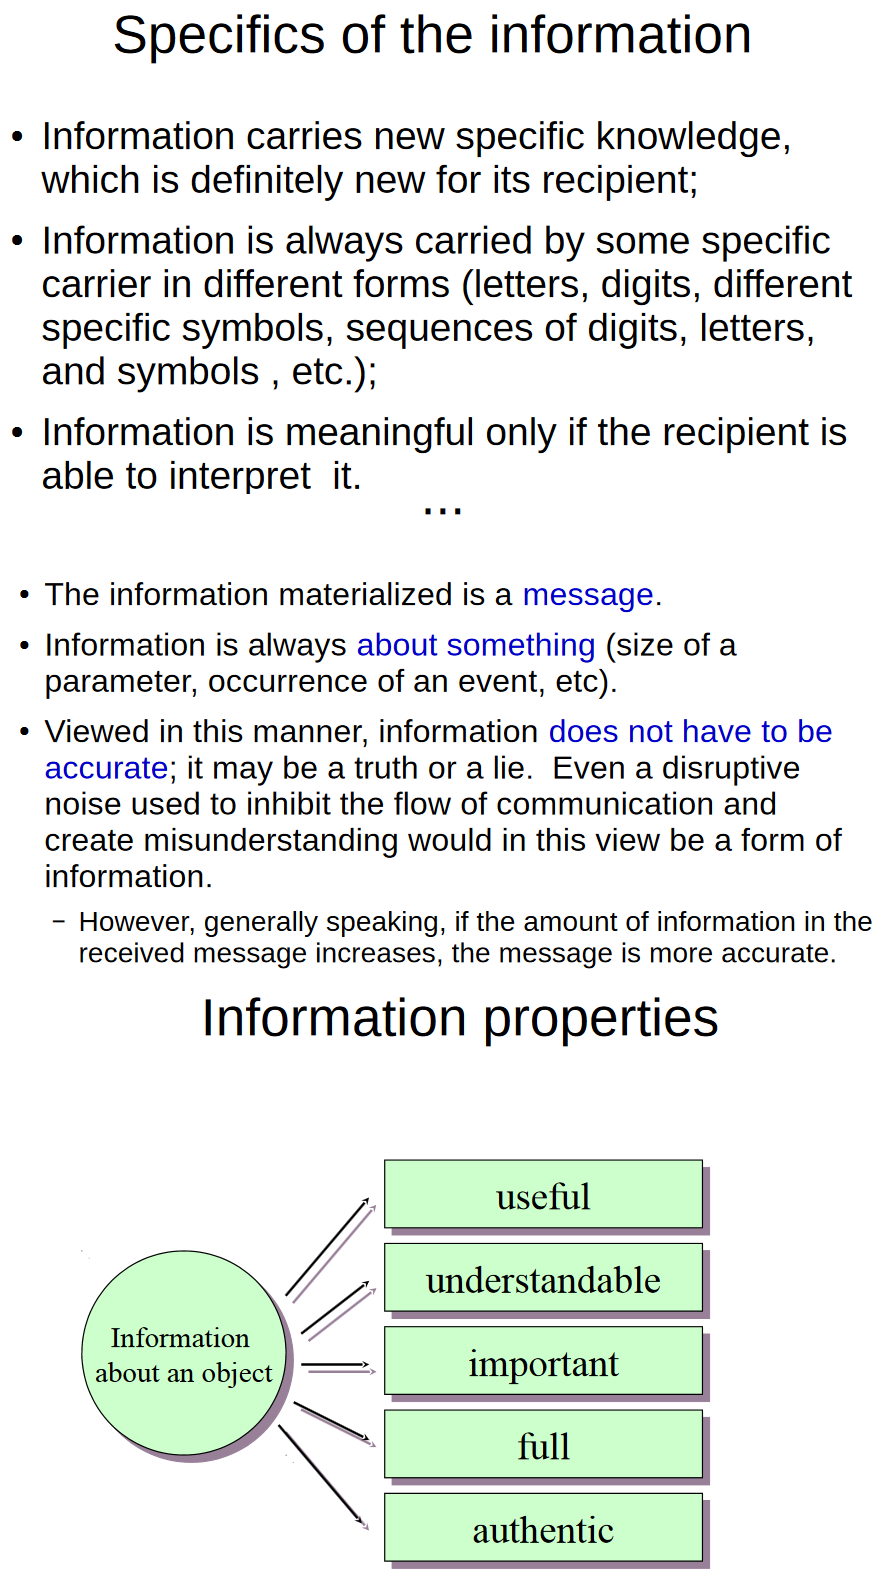 Specifics of the information
• Information carries new specific knowledge,
which is definitely new for its recipient;
• Information is always carried by some specific
carrier in different forms (letters, digits, different
specific symbols, sequences of digits, letters,
and symbols , etc.);
• Information is meaningful only if the recipient is
able to interpret  it.
…
• The information materialized is a message.
• Information is always about something (size of a
parameter, occurrence of an event, etc).
• Viewed in this manner, information does not have to be
accurate; it may be a truth or a lie.  Even a disruptive
noise used to inhibit the flow of communication and
create misunderstanding would in this view be a form of
information.
– However, generally speaking, if the amount of information in the
received message increases, the message is more accurate.
Information properties
Information
about an object
useful
understandable
important
full
authentic